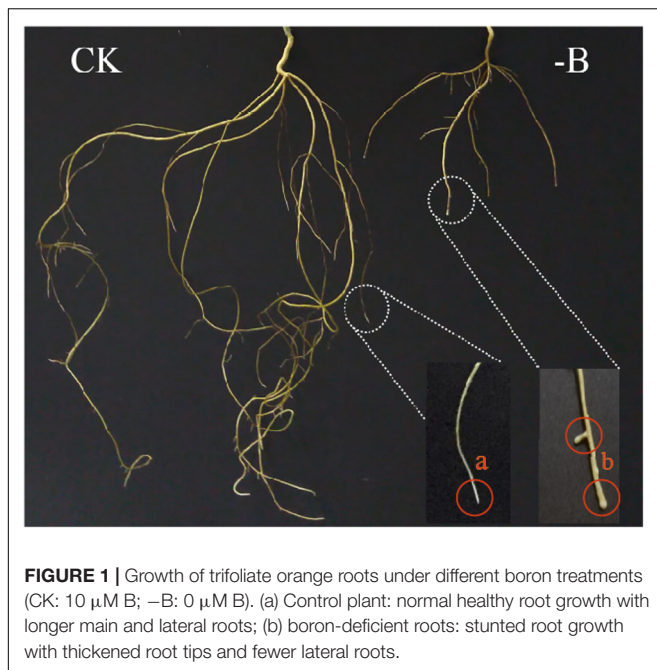 CK
-B
a
b
FIGURE 1 | Growth of trifoliate orange roots under different boron treatments
(CK: 10 μM B; −B: 0 μM B). (a) Control plant: normal healthy root growth with
longer main and lateral roots; (b) boron-deficient roots: stunted root growth
with thickened root tips and fewer lateral roots.